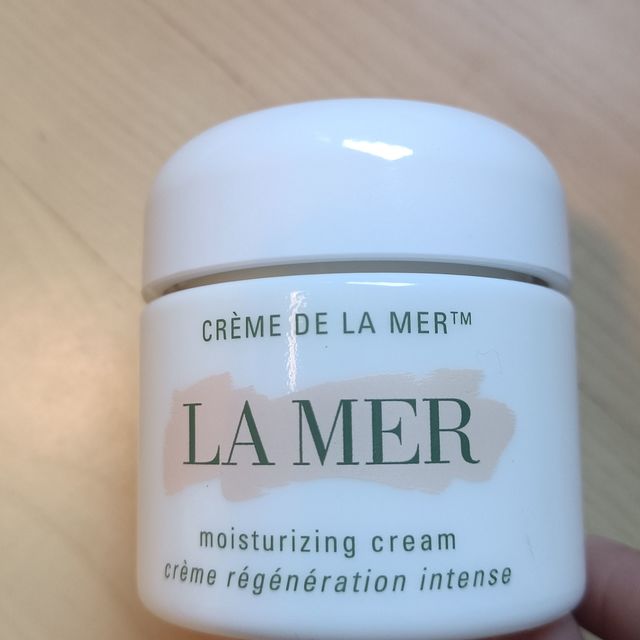 CRÈME DE LA MER™
LA MER
moisturizing cream
crème régénération intense